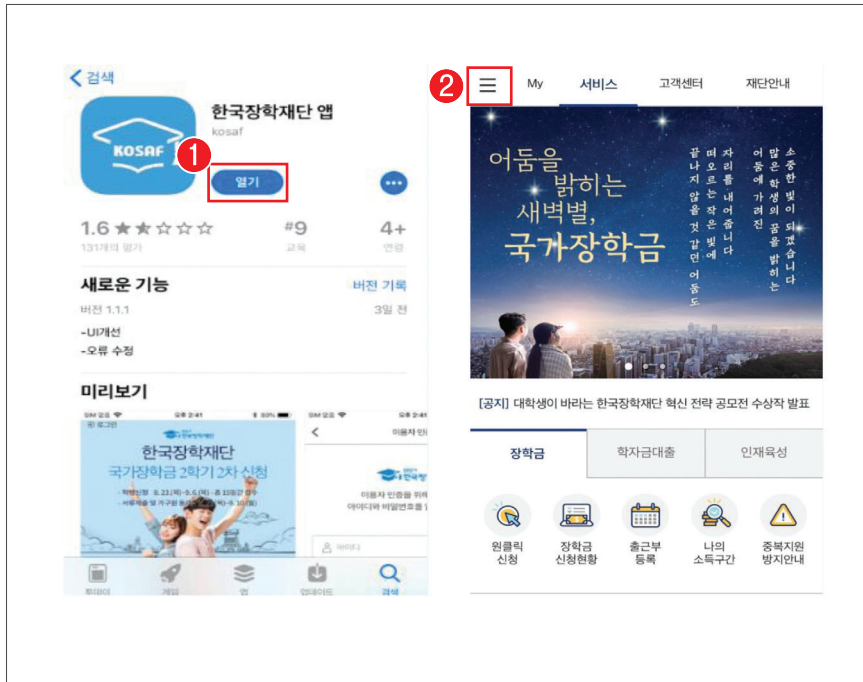 검색
한국장학재단 앱
kosaf
KOSAF
1
열기
1.6 ★★☆☆☆
#9
4+
131개의 평가
교육
연령
새로운 기능
버전 기록
버전 1.1.1
3일 전
-UI개선
-오류 수정
미리보기
오후 2:41
80%
로그인
한국장학재단
국가장학금 2학기 2차 신청
이용자 인증을 위해
아이디
투데이
게임
앱
업데이트
검색
2
My
서비스
고객센터
재단안내
어둠을
밝히는
새벽별,
국가장학금
소중한 빛이 되겠습니다
많은 학생의 꿈을 밝히는
어둠에 가려진
자리를 내어줍니다
떠오르는 작은 빛에
끝나지 않을 것 같던 어둠도
[공지] 대학생이 바라는 한국장학재단 혁신 전략 공모전 수상작 발표
장학금
학자금대출
인재육성
원클릭
신청
장학금
신청현황
출근부
등록
나의
소득구간
중복지원
방지안내